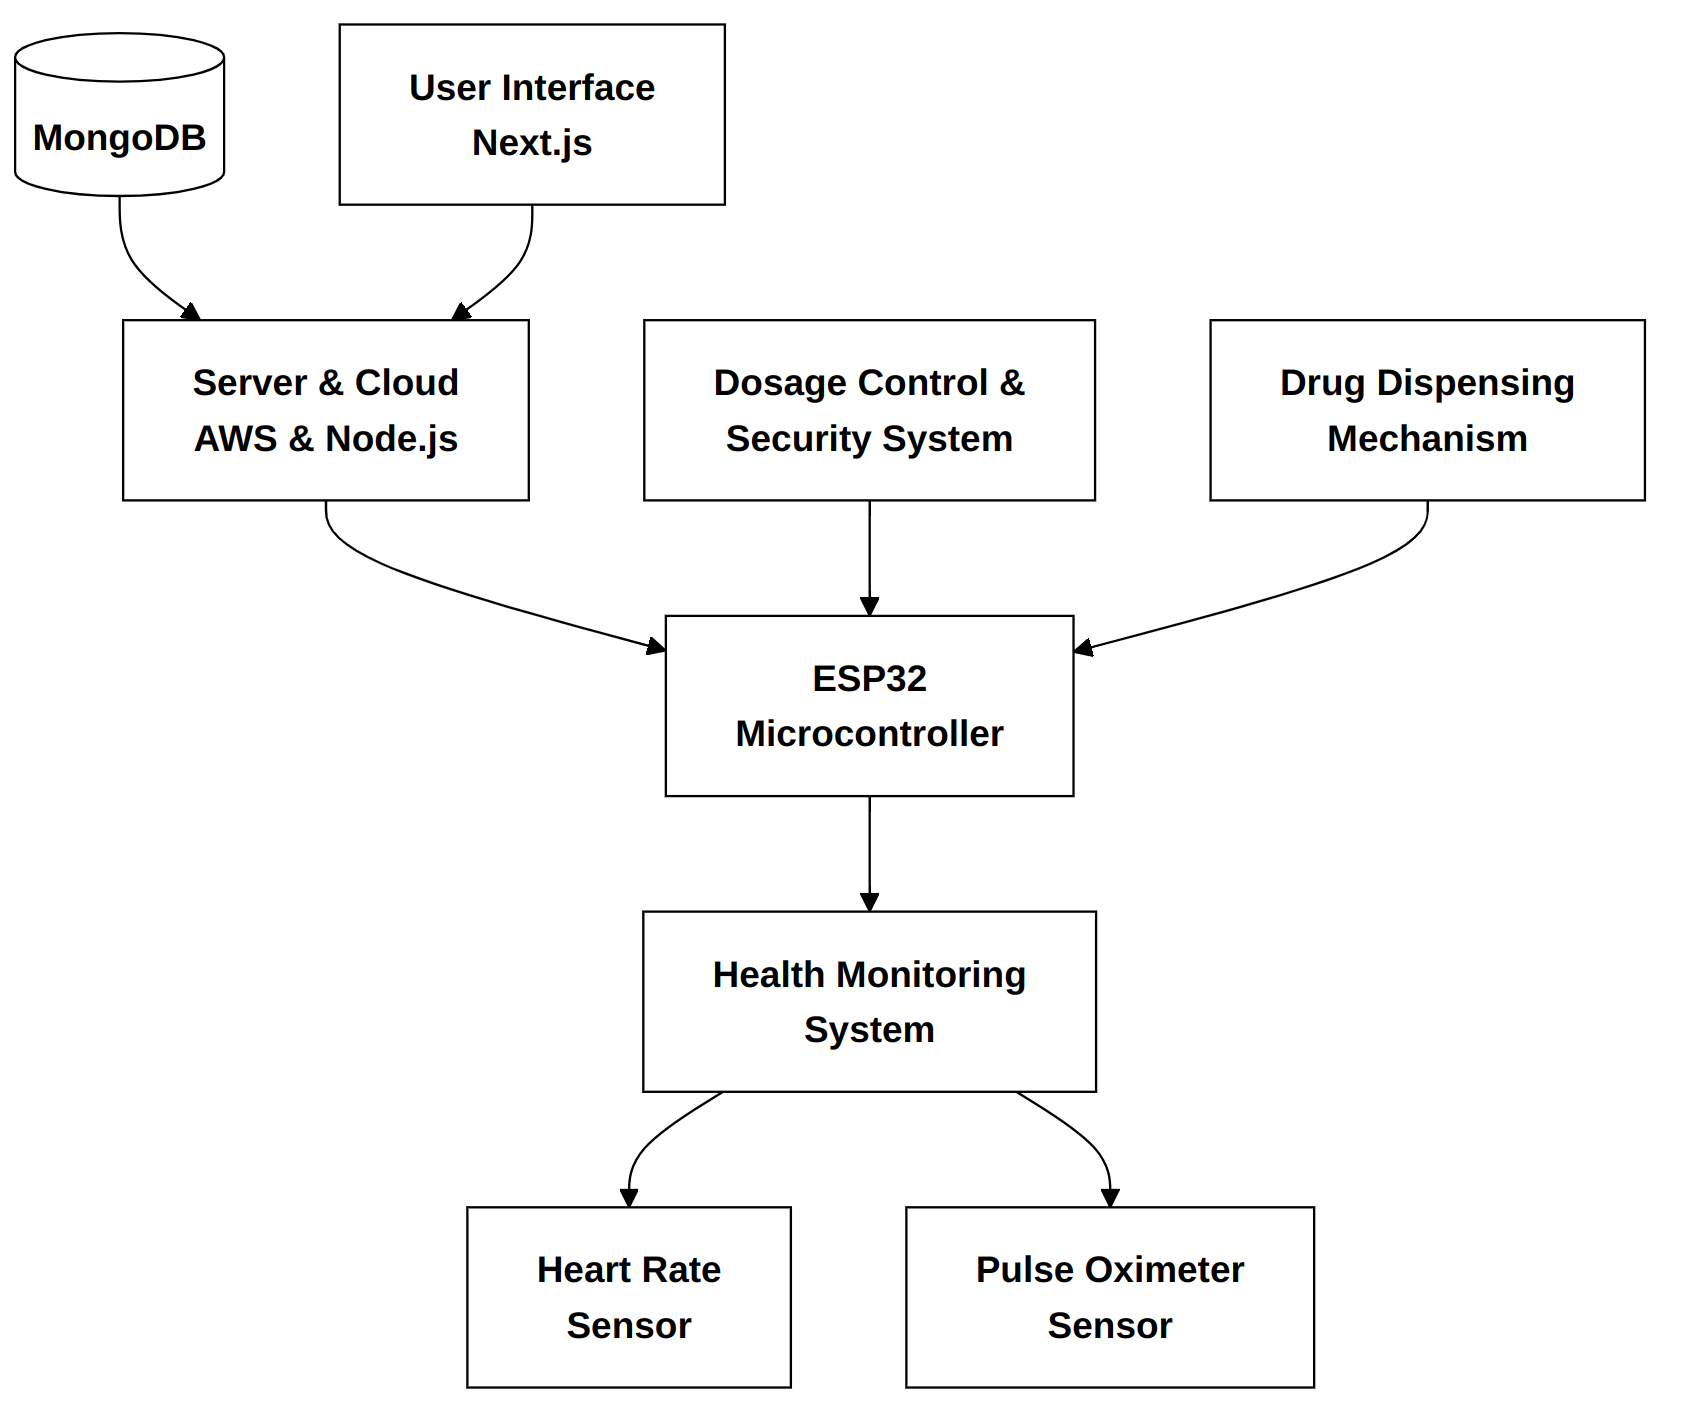 MongoDB
User Interface
Next.js
Server & Cloud
AWS & Node.js
Dosage Control &
Security System
Drug Dispensing
Mechanism
ESP32
Microcontroller
Health Monitoring
System
Heart Rate
Sensor
Pulse Oximeter
Sensor